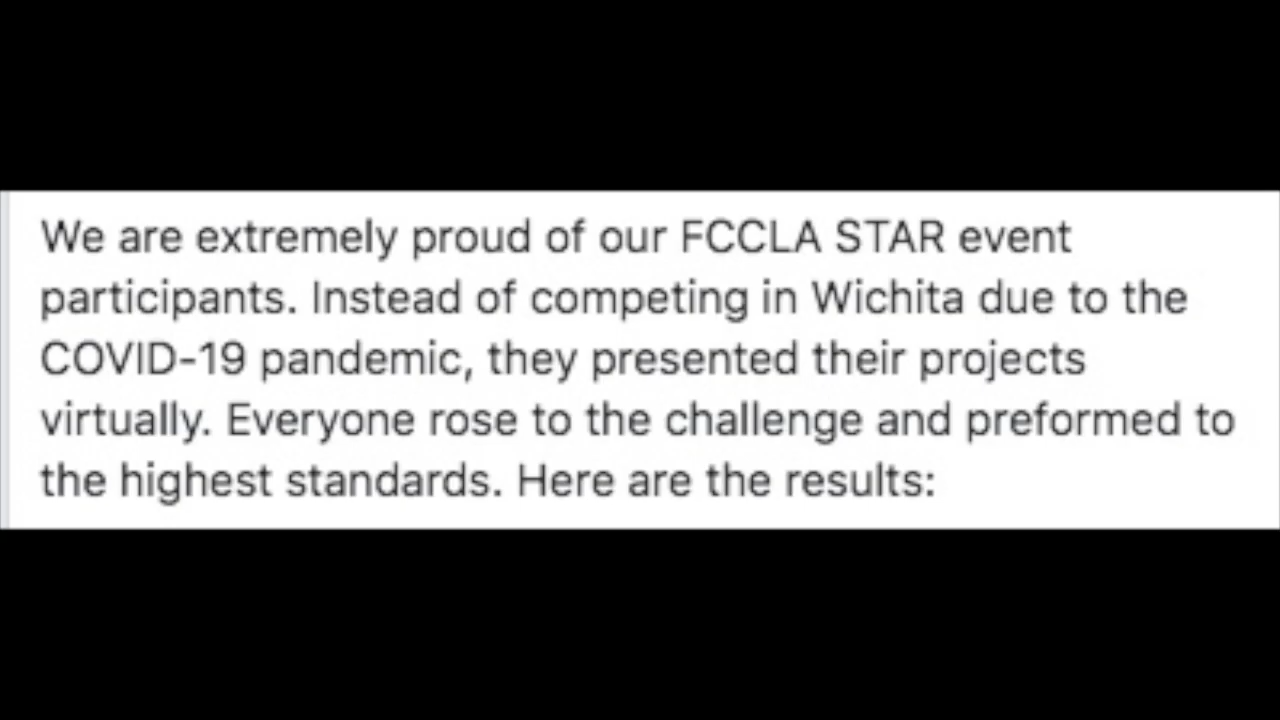 We are extremely proud of our FCCLA STAR event
participants. Instead of competing in Wichita due to the
COVID-19 pandemic, they presented their projects
virtually. Everyone rose to the challenge and preformed to
the highest standards. Here are the results: